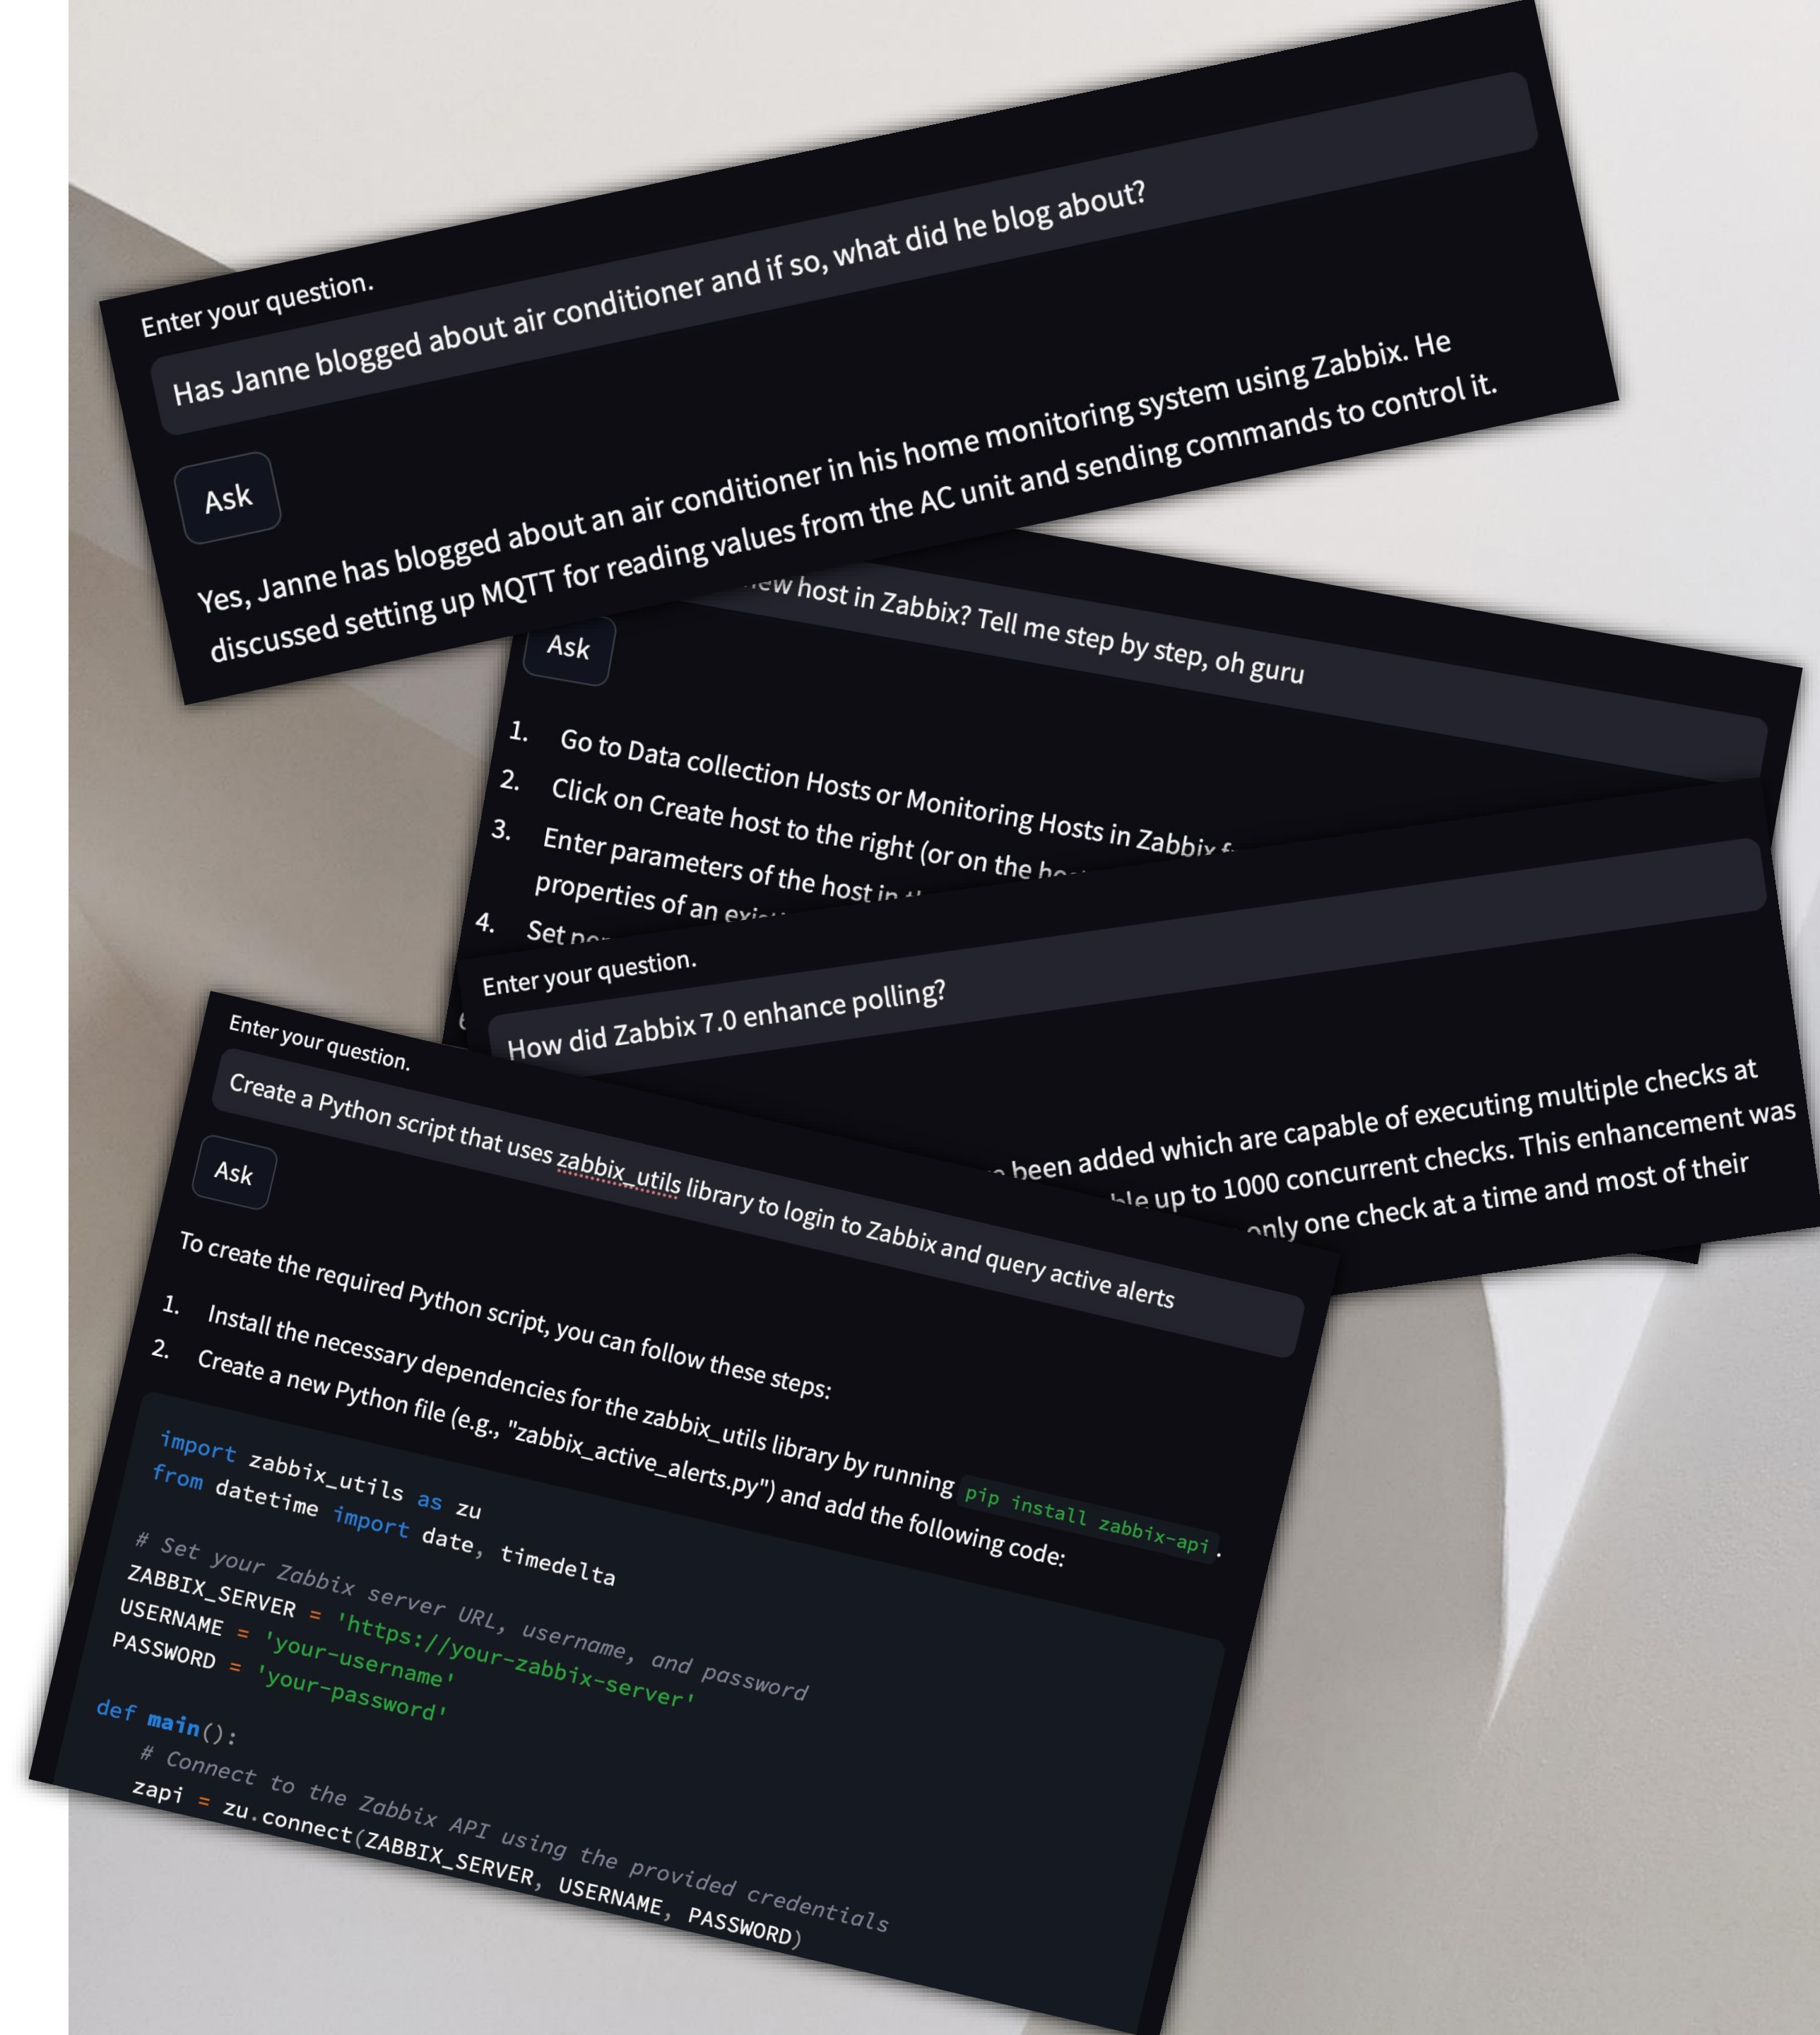 Enter your question.
Has Janne blogged about air conditioner and if so, what did he blog about?
Ask
Yes, Janne has blogged about an air conditioner in his home monitoring system using Zabbix. He
discussed setting up MQTT for reading values from the AC unit and sending commands to control it.
host in Zabbix? Tell me step by step, oh guru
Ask
1. Go to Data collection Hosts or Monitoring Hosts in Zabbix
2. Click on Create host to the right (or on the
3. Enter parameters of the host in
properties of an
4. Set
Enter your question.
How did Zabbix 7.0 enhance polling?
been added which are capable of executing multiple checks at
up to 1000 concurrent checks. This enhancement was
only one check at a time and most of their
Enter your question.
Create a Python script that uses zabbix_utils library to login to Zabbix and query active alerts
Ask
To create the required Python script, you can follow these steps:
1. Install the necessary dependencies for the zabbix_utils library by running pip install zabbix-api.
2. Create a new Python file (e.g., "zabbix_active_alerts.py") and add the following code:
import zabbix_utils as zu
from datetime import date, timedelta
# Set your Zabbix server URL, username, and password
ZABBIX_SERVER = 'https://your-zabbix-server'
USERNAME = 'your-username'
PASSWORD = 'your-password'
def main():
# Connect to the Zabbix API using the provided credentials
zapi = zu.connect(ZABBIX_SERVER, USERNAME, PASSWORD)